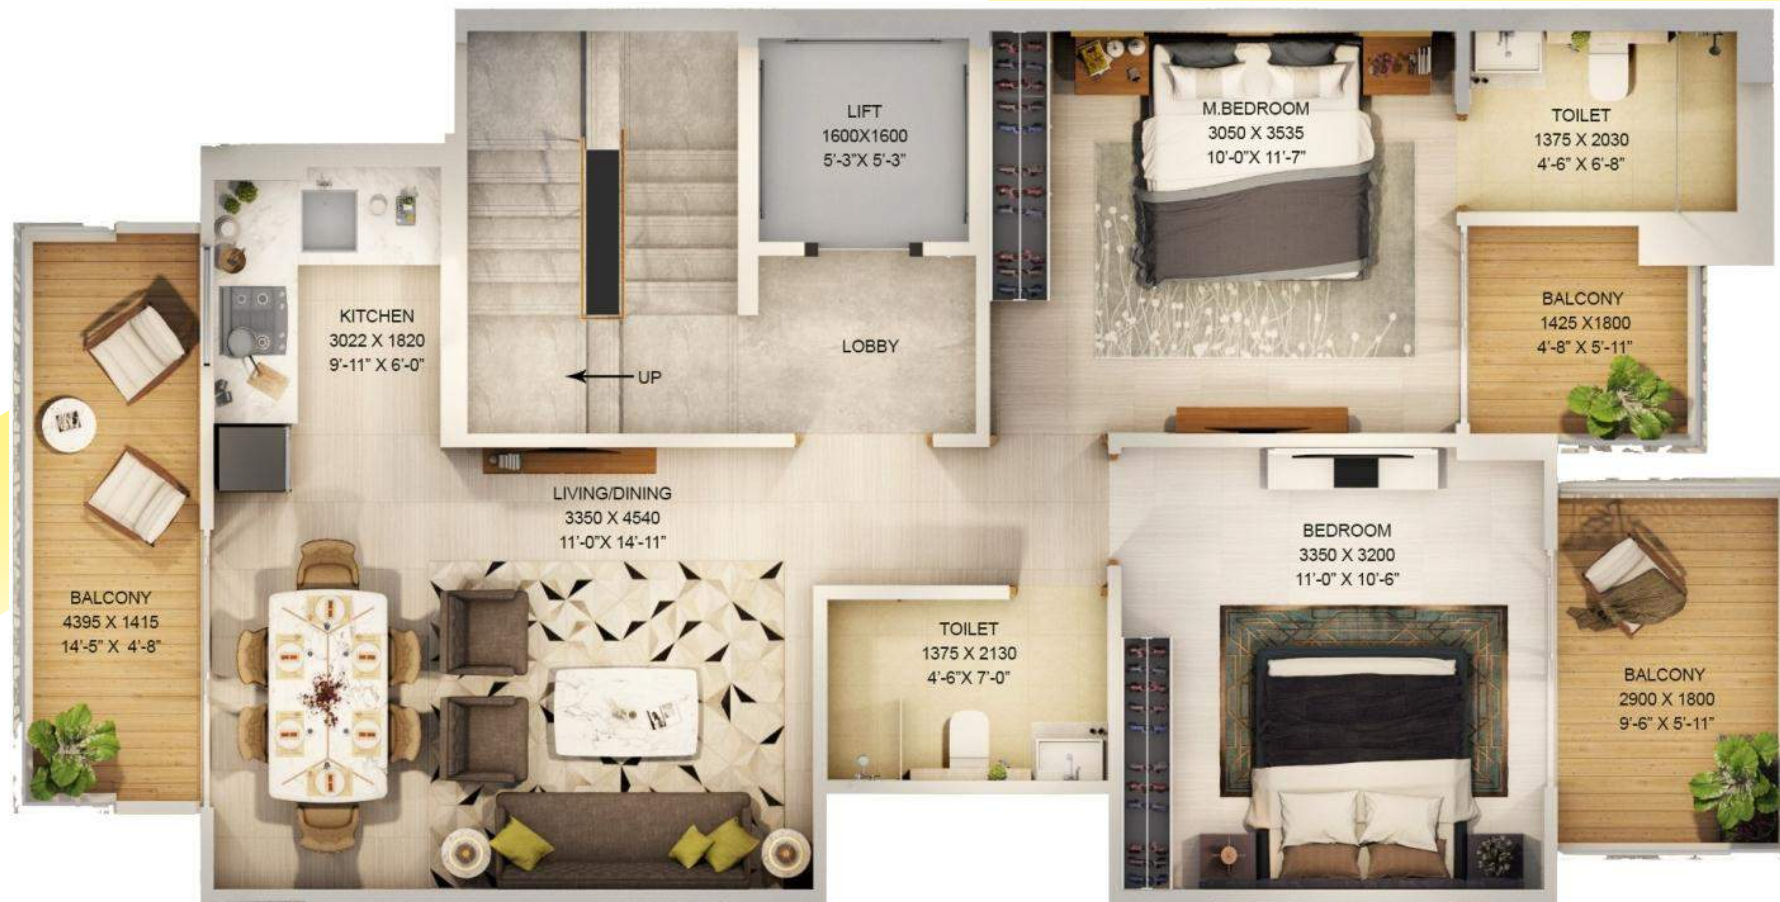 LIFT
1600X1600
5'-3"X 5'-3"
M.BEDROOM
3050 X 3535
10'-0"X 11'-7"
TOILET
1375 X 2030
4'-6" X 6'-8"
KITCHEN
3022 X 1820
9'-11" X 6'-0"
LOBBY
UP
BALCONY
1425 X1800
4'-8" X 5'-11"
LIVING/DINING
3350 X 4540
11'-0"X 14'-11"
BEDROOM
3350 X 3200
11'-0" X 10'-6"
BALCONY
4395 X 1415
14'-5" X 4'-8"
TOILET
1375 X 2130
4'-6"X 7'-0"
BALCONY
2900 X 1800
9'-6" X 5'-11"